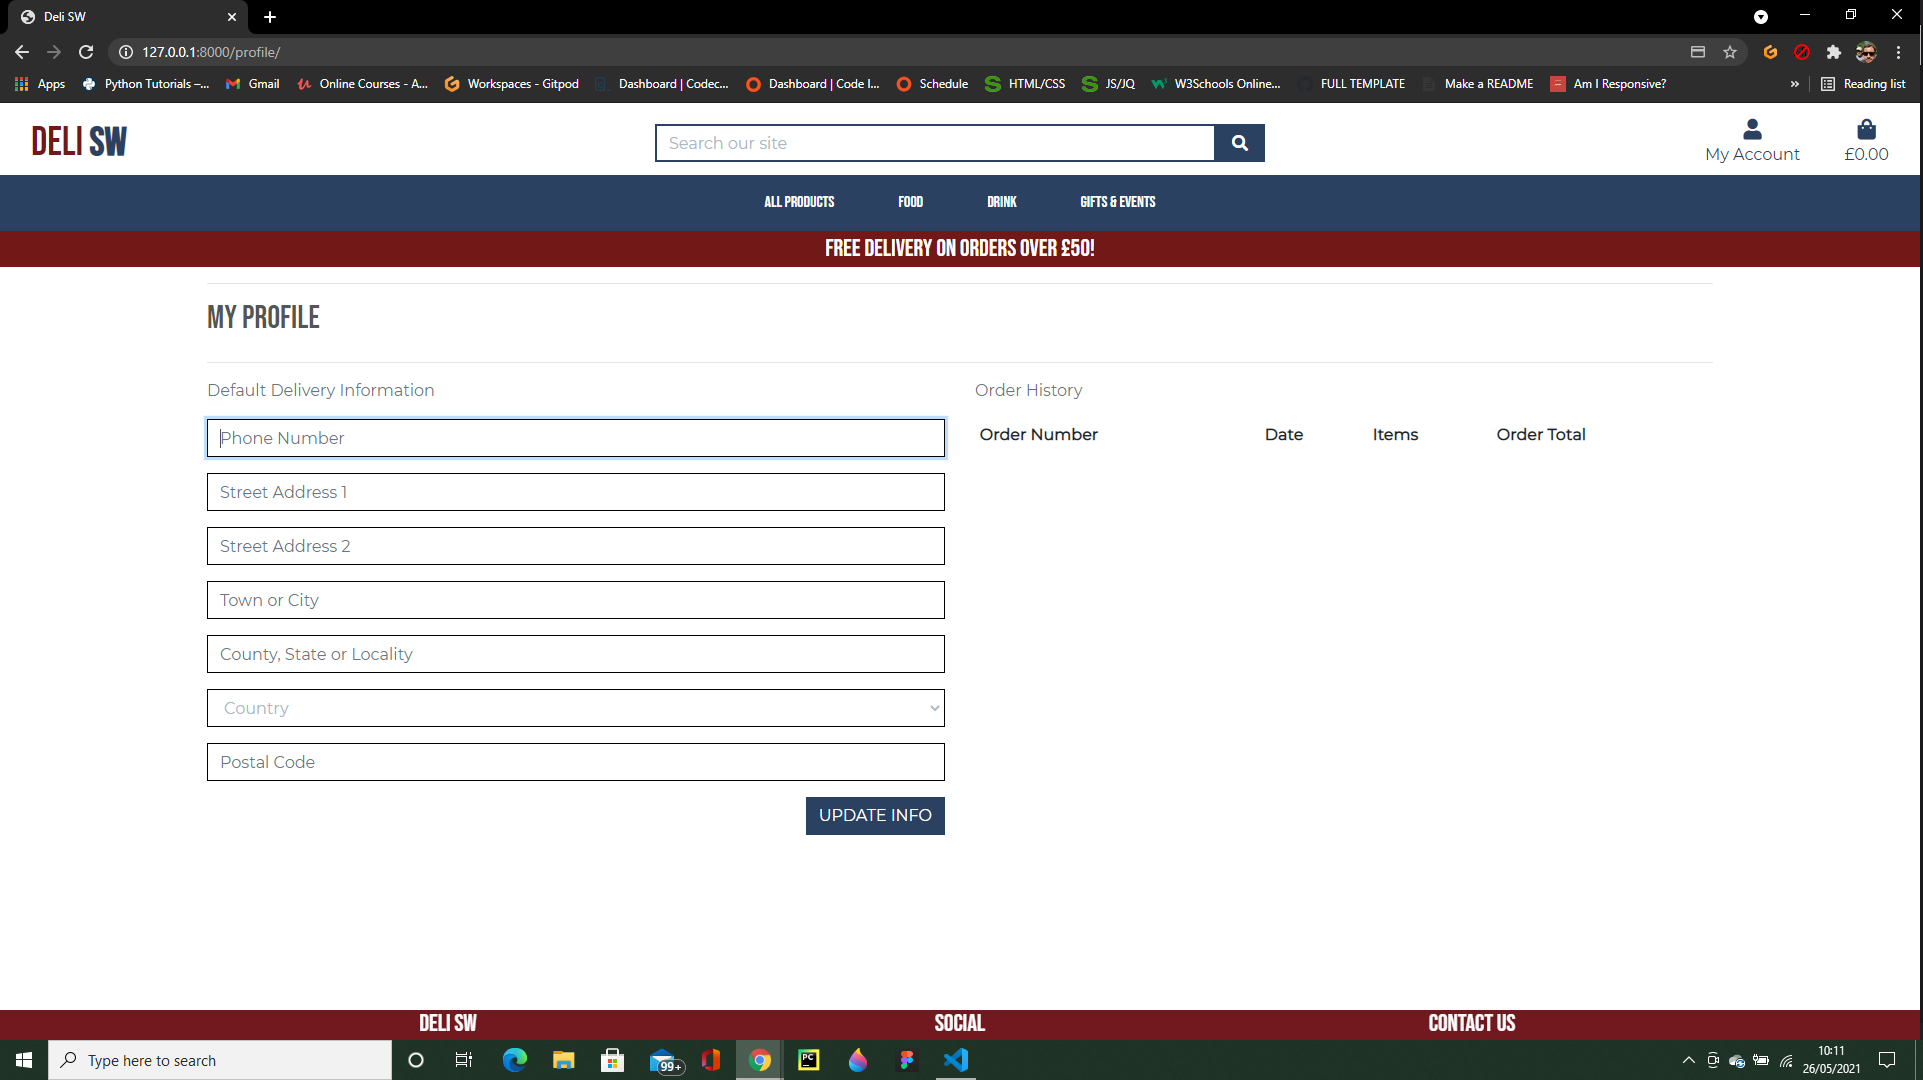 Deli SW
127.0.0.1:8000/profile/
Apps
Python Tutorials –...
Gmail
Online Courses - A...
Workspaces - Gitpod
Dashboard | Codec...
Dashboard | Code I...
Schedule
HTML/CSS
JS/JQ
W3Schools Online...
FULL TEMPLATE
Make a README
Am I Responsive?
»
Reading list
DELI SW
Search our site
My Account
£0.00
ALL PRODUCTS
FOOD
DRINK
GIFTS & EVENTS
FREE DELIVERY ON ORDERS OVER £50!
MY PROFILE
Default Delivery Information
Phone Number
Street Address 1
Street Address 2
Town or City
County, State or Locality
Country
Postal Code
UPDATE INFO
Order History
Order Number Date Items Order Total
DELI SW
SOCIAL
CONTACT US
Type here to search
99+
PC
10:11
26/05/2021